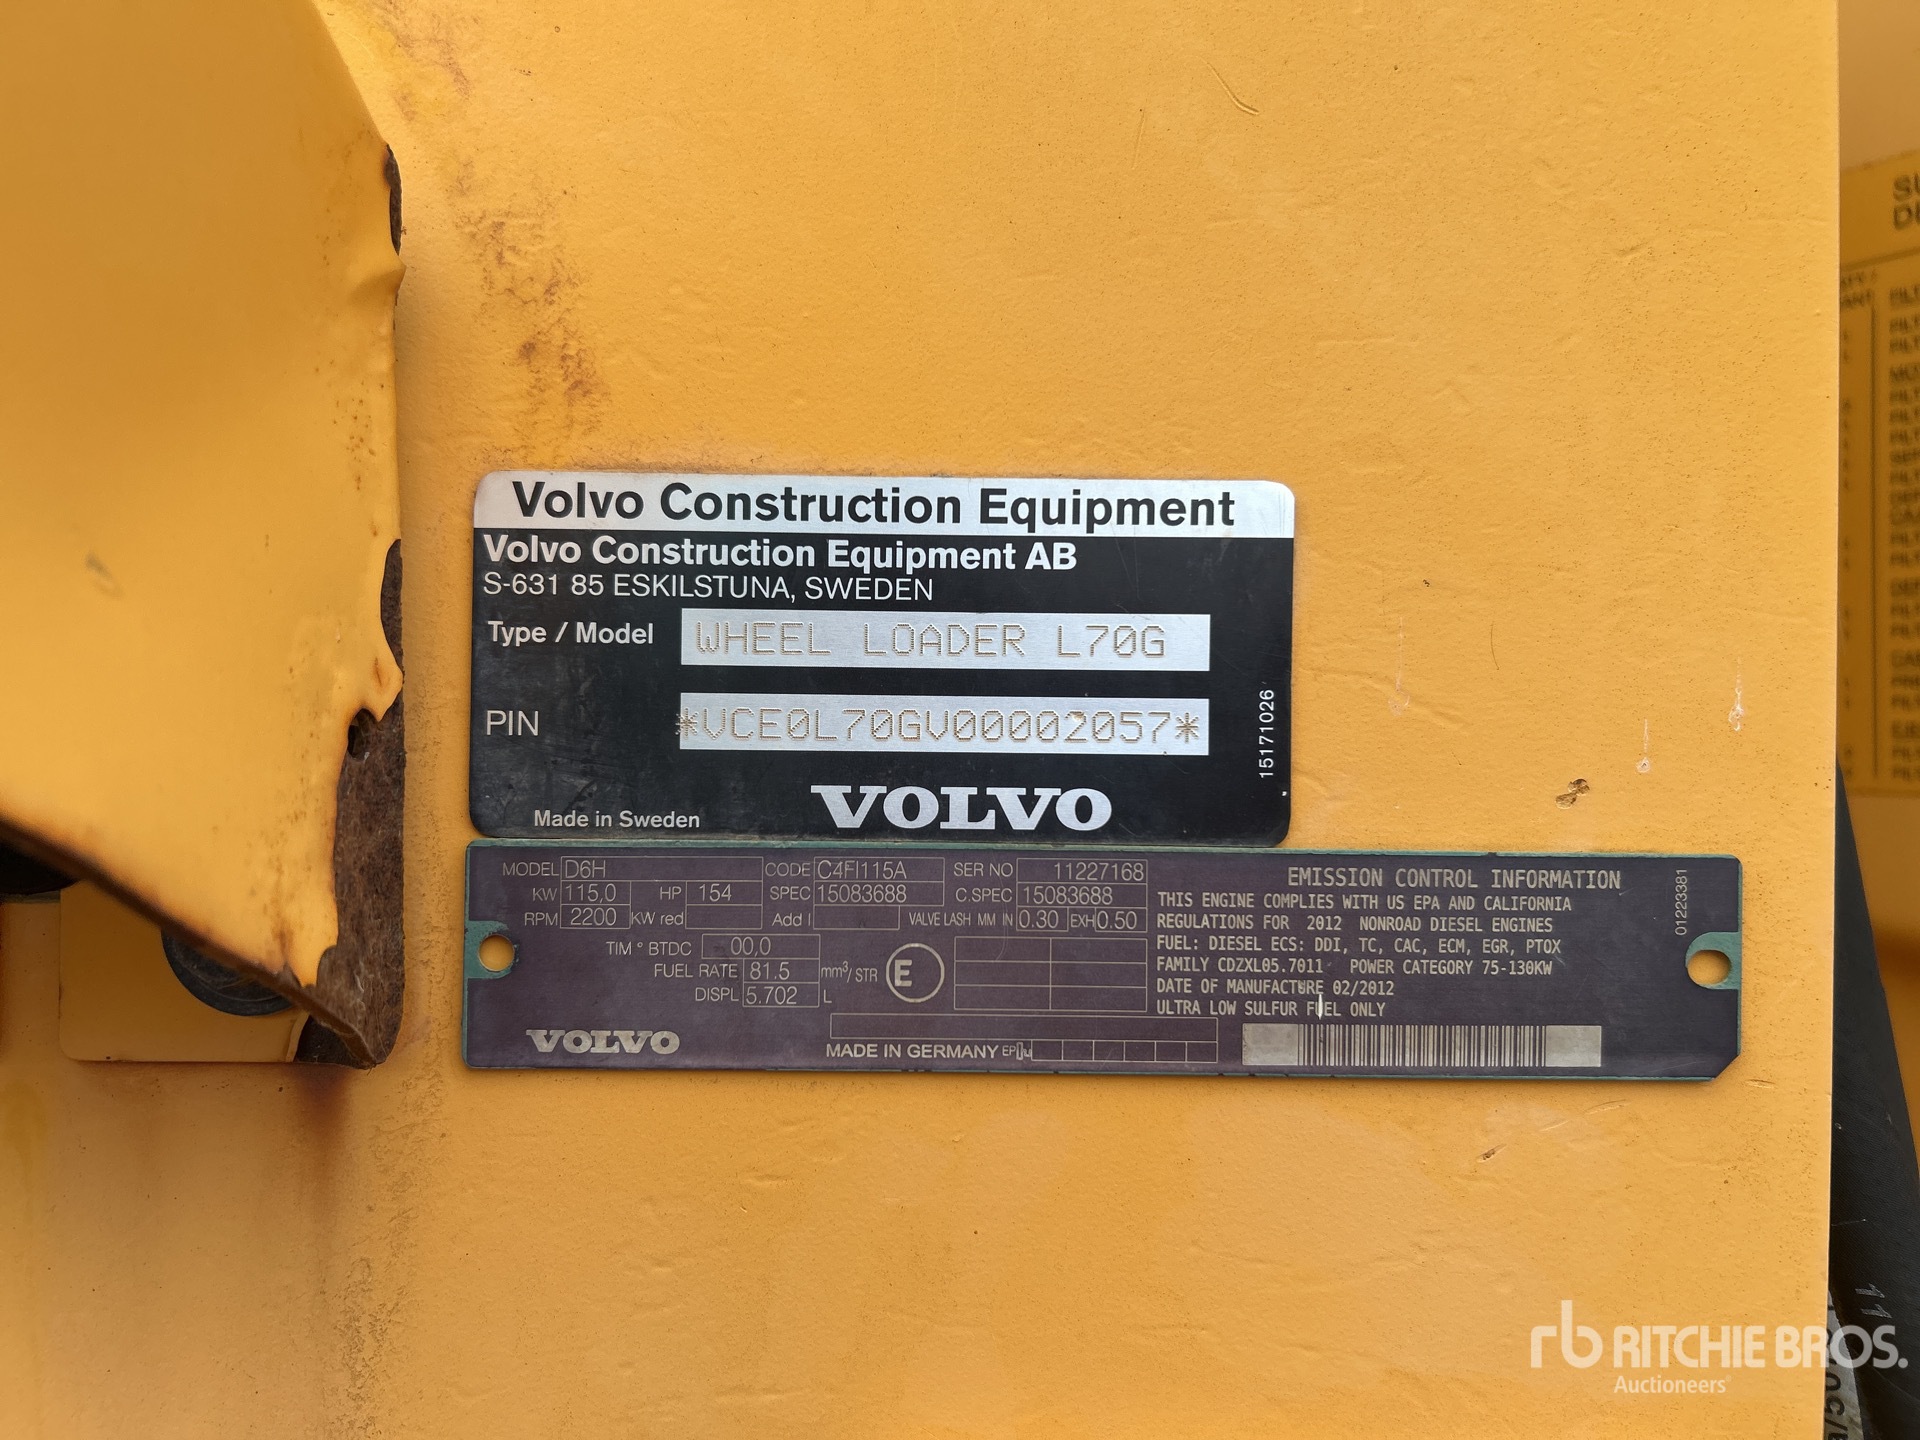 Volvo Construction Equipment
Volvo Construction Equipment AB
S-631 85 ESKILSTUNA, SWEDEN
Type / Model WHEEL LOADER L70G
PIN *VCE0L70GV00002057*
15171026
Made in Sweden VOLVO
MODEL D6H CODE C4FI115A SER NO 11227168
KW 115,0 HP 154 SPEC 15083688 C.SPEC 15083688
RPM 2200 KW red Add I VALVE LASH MM IN 0.30 EXH 0.50
TIM ° BTDC 00,0
FUEL RATE 81.5 mm³/STR E
DISPL 5.702 L
VOLVO
MADE IN GERMANY
EMISSION CONTROL INFORMATION
THIS ENGINE COMPLIES WITH US EPA AND CALIFORNIA
REGULATIONS FOR 2012 NONROAD DIESEL ENGINES
FUEL: DIESEL ECS: DDI, TC, CAC, ECM, EGR, PTOX
FAMILY CDZXL05.7011 POWER CATEGORY 75-130KW
DATE OF MANUFACTURE 02/2012
ULTRA LOW SULFUR FUEL ONLY
01223381
rb RITCHIE BROS.
Auctioneers